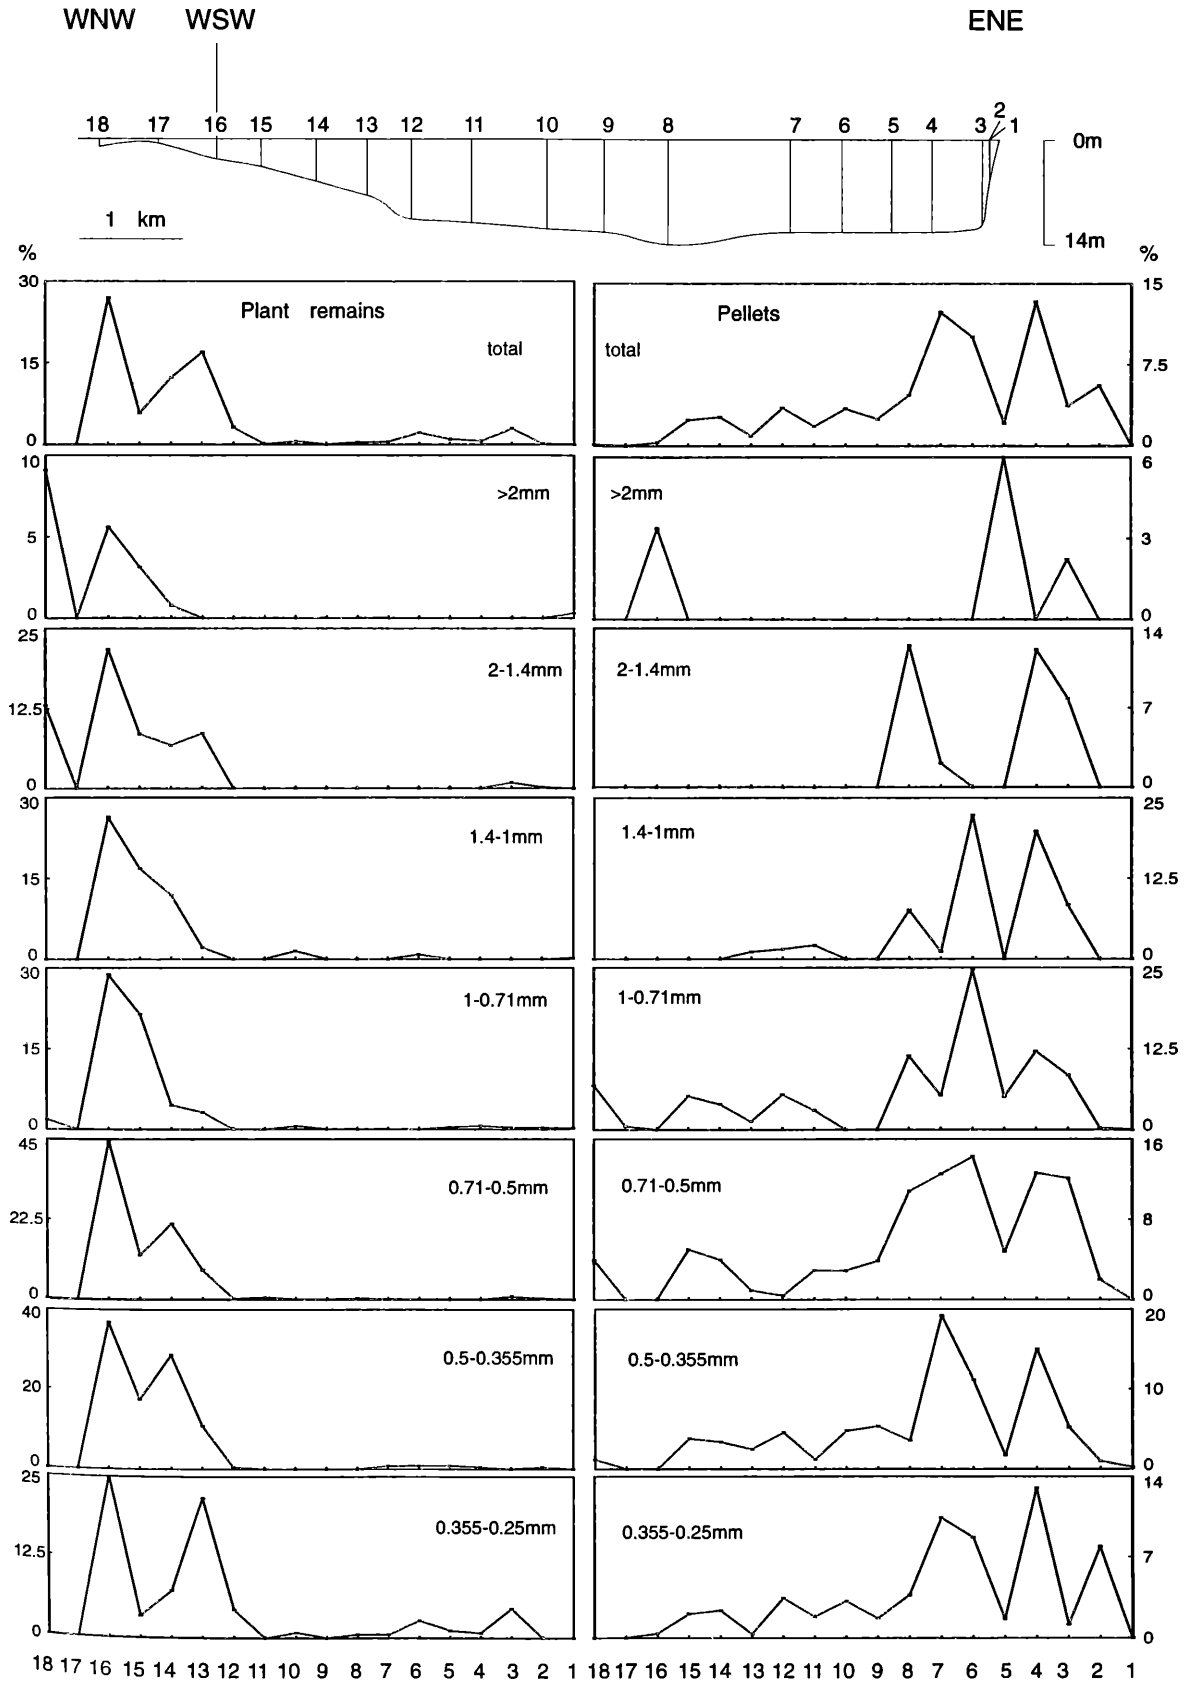 WNW WSW ENE
2
18 17 16 15 14 13 12 11 10 9 8 7 6 5 4 3 1
0m
1 km
14m
% %
30 Plant remains Pellets 15
total total
15 7.5
0 0
10 6
>2mm >2mm
5 3
0 0
25 14
2-1.4mm 2-1.4mm
12.5 7
0 0
30 25
1.4-1mm 1.4-1mm
15 12.5
0 0
30 25
1-0.71mm 1-0.71mm
15 12.5
0 0
45 16
0.71-0.5mm 0.71-0.5mm
22.5 8
0 0
40 20
0.5-0.355mm 0.5-0.355mm
20 10
0 0
25 14
0.355-0.25mm 0.355-0.25mm
12.5 7
0 0
18 17 16 15 14 13 12 11 10 9 8 7 6 5 4 3 2 1 18 17 16 15 14 13 12 11 10 9 8 7 6 5 4 3 2 1